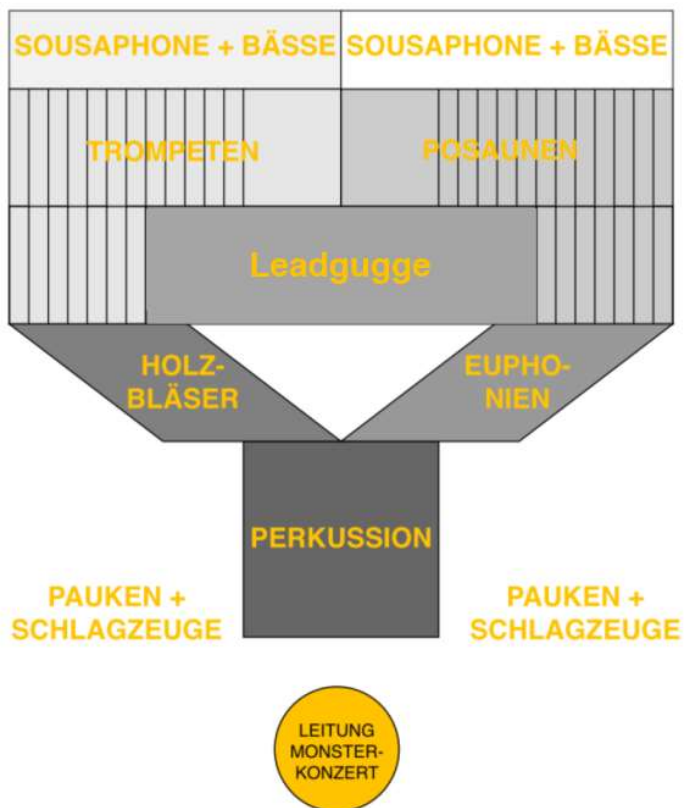 SOUSAPHONE + BÄSSE
SOUSAPHONE + BÄSSE
TROMPETEN
POSAUNEN
Leadgugge
HOLZ-
BLÄSER
EUPHO-
NIEN
PERKUSSION
PAUKEN +
SCHLAGZEUGE
PAUKEN +
SCHLAGZEUGE
LEITUNG
MONSTER-
KONZERT